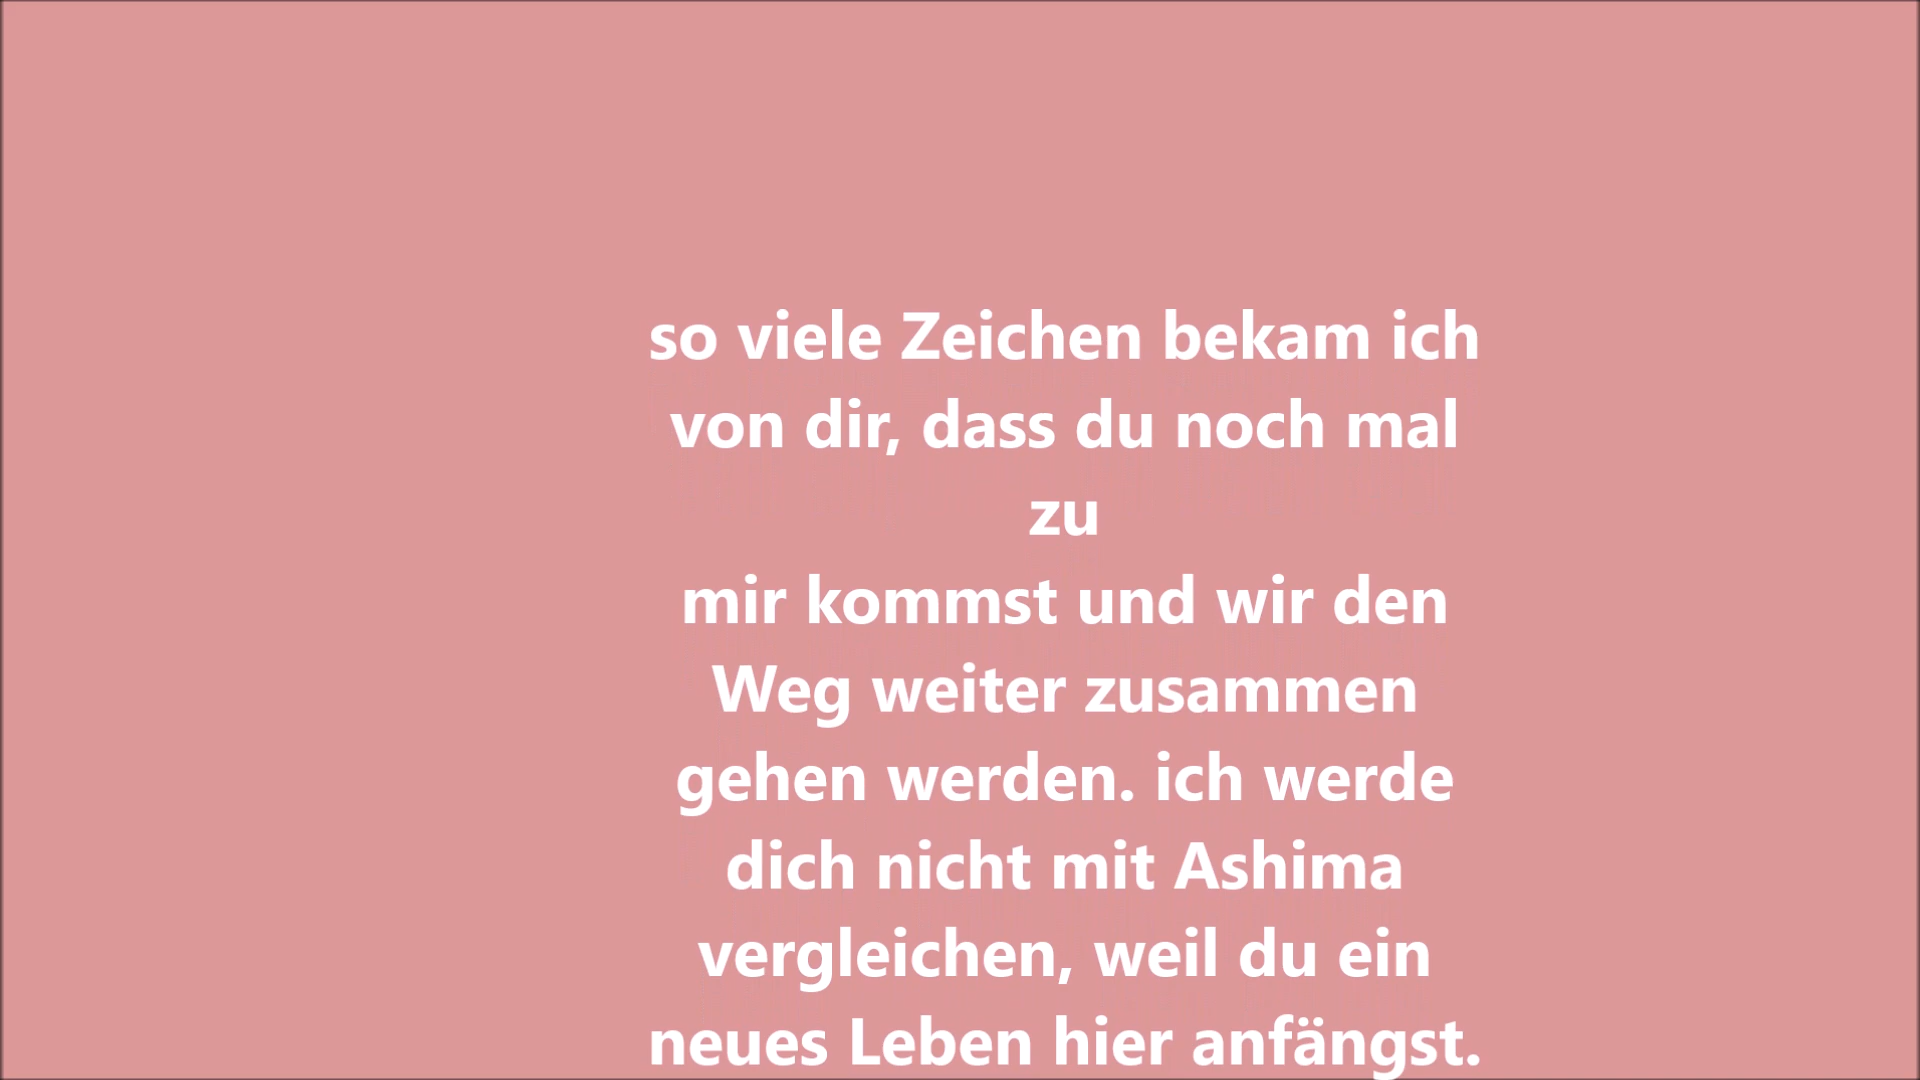 so viele Zeichen bekam ich
von dir, dass du noch mal
zu
mir kommst und wir den
Weg weiter zusammen
gehen werden. ich werde
dich nicht mit Ashima
vergleichen, weil du ein
neues Leben hier anfängst.